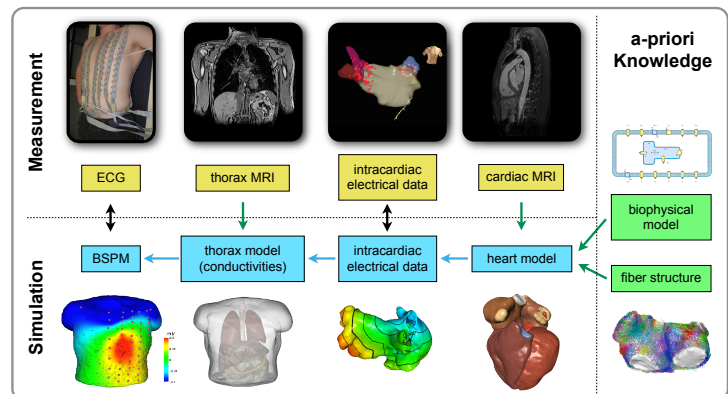 a-priori
Knowledge
Measurement
ECG
thorax MRI
intracardiac
electrical data
cardiac MRI
biophysical
model
BSPM
thorax model
(conductivities)
intracardiac
electrical data
heart model
fiber structure
Simulation
mV